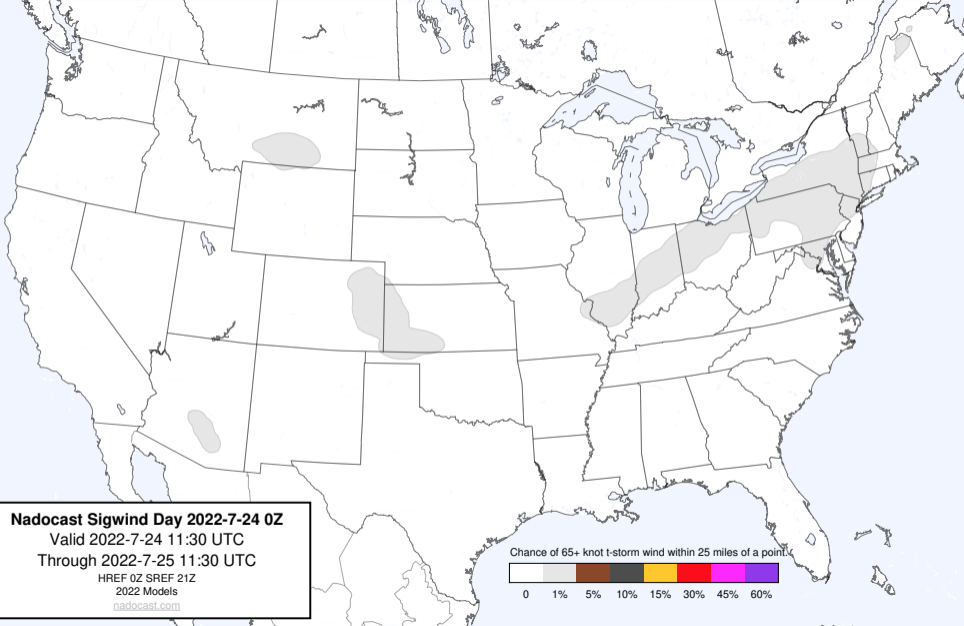 Nadocast Sigwind Day 2022-7-24 0Z
Valid 2022-7-24 11:30 UTC
Through 2022-7-25 11:30 UTC
HREF 0Z SREF 21Z
2022 Models
nadocast.com
Chance of 65+ knot t-storm wind within 25 miles of a point.
0 1% 5% 10% 15% 30% 45% 60%